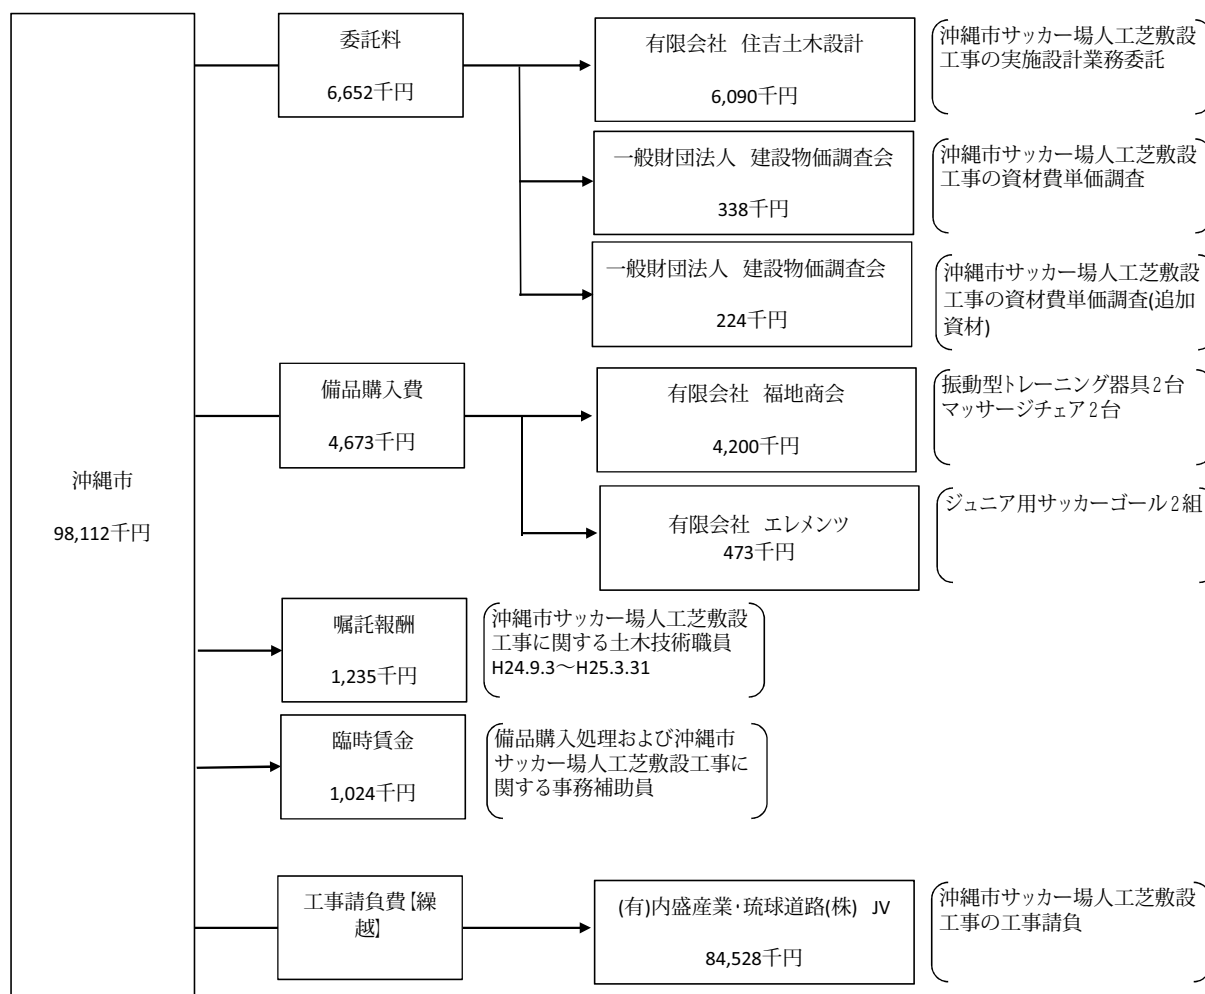 沖縄市
98,112千円
委託料
6,652千円
有限会社 住吉土木設計
6,090千円
沖縄市サッカー場人工芝敷設
工事の実施設計業務委託
一般財団法人 建設物価調査会
338千円
沖縄市サッカー場人工芝敷設
工事の資材費単価調査
一般財団法人 建設物価調査会
224千円
沖縄市サッカー場人工芝敷設
工事の資材費単価調査(追加
資材)
備品購入費
4,673千円
有限会社 福地商会
4,200千円
振動型トレーニング器具2台
マッサージチェア2台
有限会社 エレメンツ
473千円
ジュニア用サッカーゴール2組
嘱託報酬
1,235千円
沖縄市サッカー場人工芝敷設
工事に関する土木技術職員
H24.9.3～H25.3.31
臨時賃金
1,024千円
備品購入処理および沖縄市
サッカー場人工芝敷設工事に
関する事務補助員
工事請負費【繰
越】
(有)内盛産業・琉球道路(株) JV
84,528千円
沖縄市サッカー場人工芝敷設
工事の工事請負